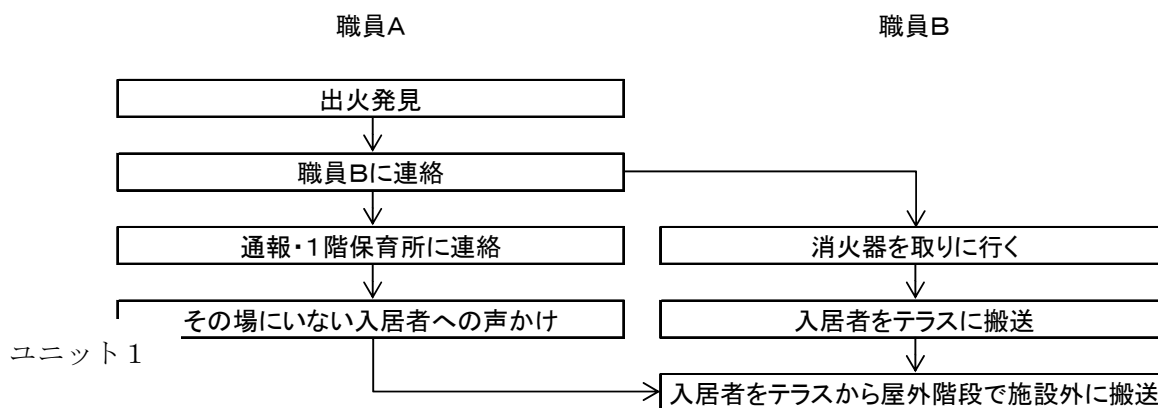 職員A 職員B
出火発見
職員Bに連絡
通報・1階保育所に連絡 消火器を取りに行く
その場にいない入居者への声かけ 入居者をテラスに搬送
ユニット1
入居者をテラスから屋外階段で施設外に搬送